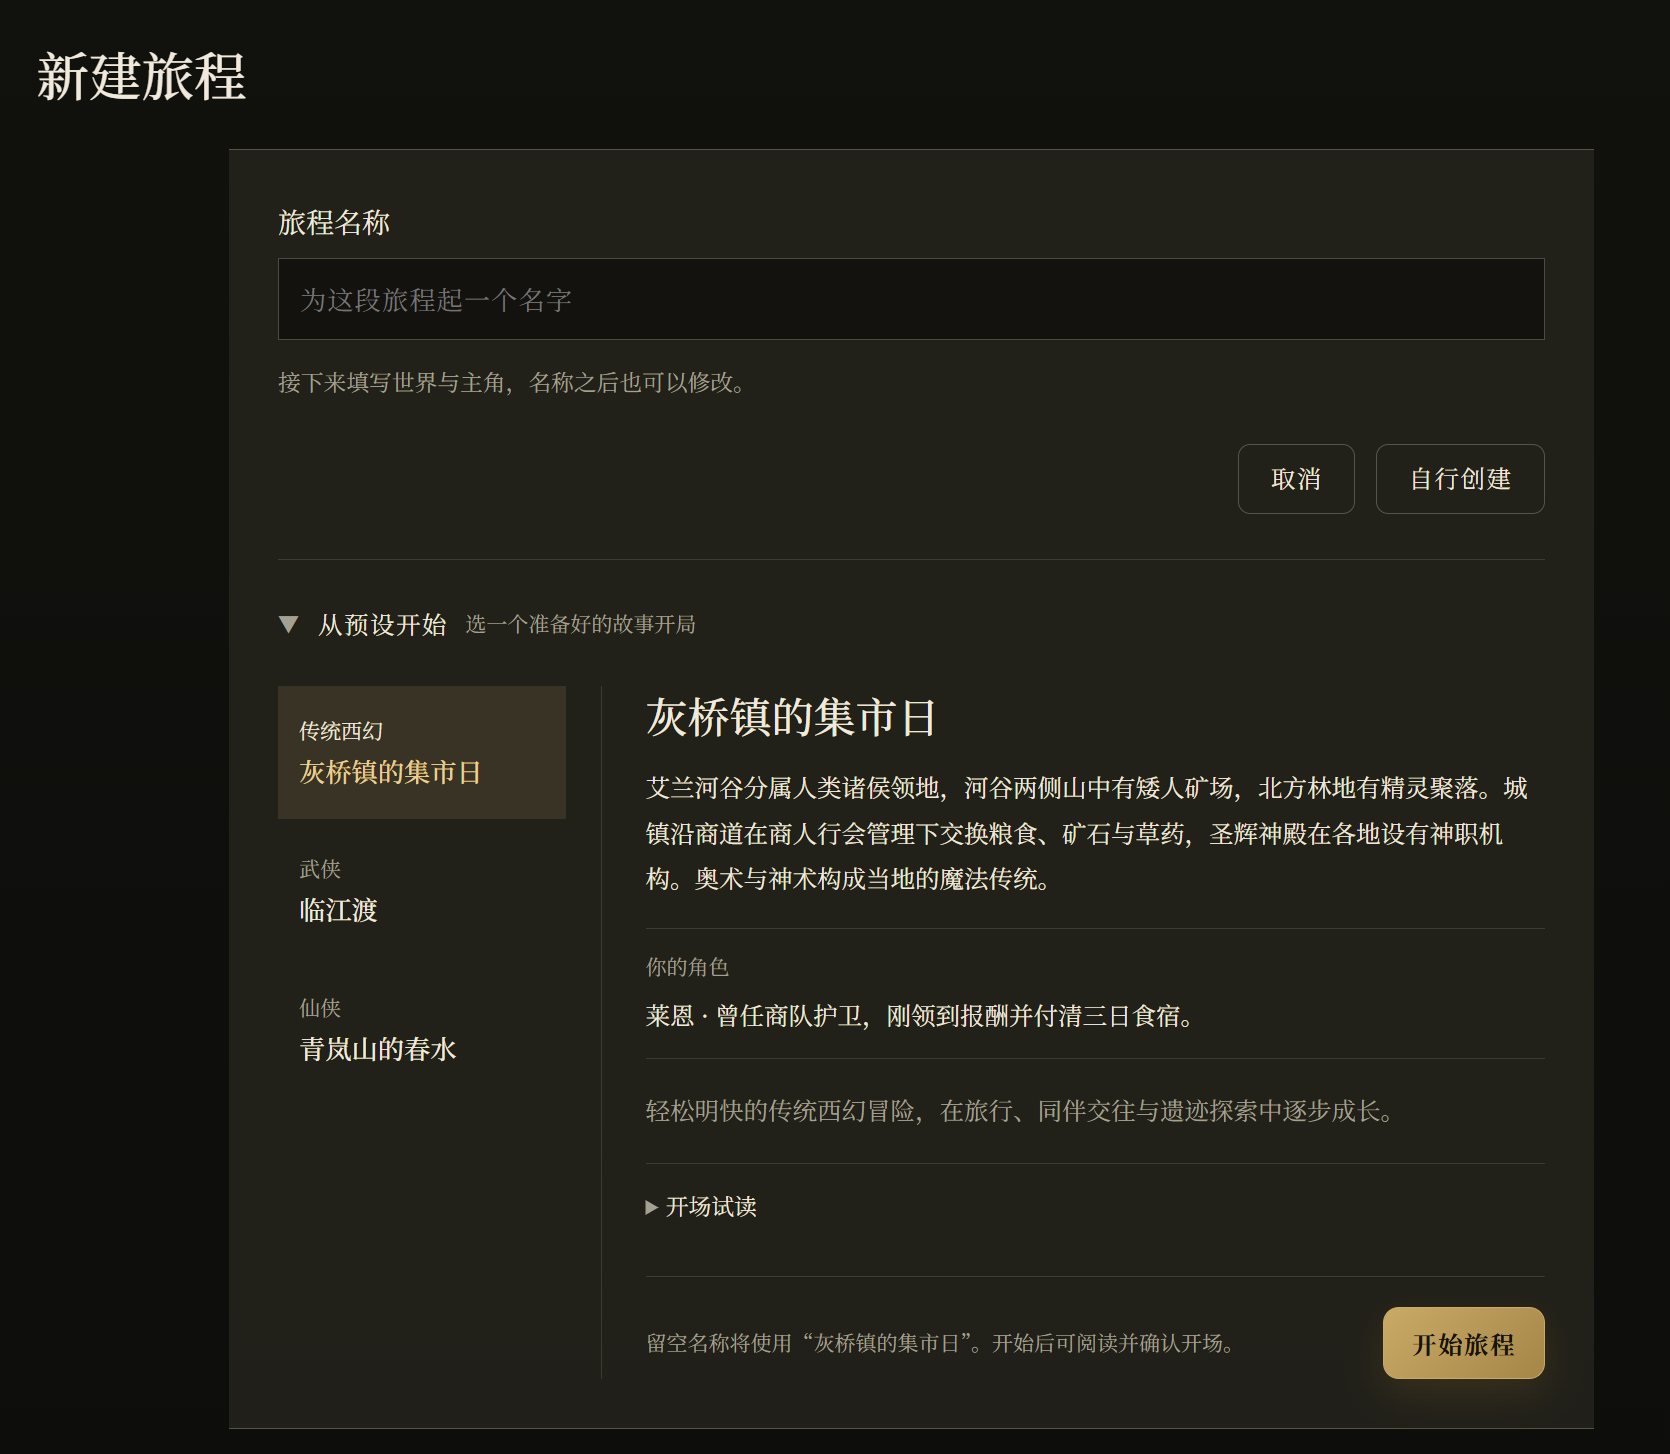 新建旅程
旅程名称
为这段旅程起一个名字
接下来填写世界与主角，名称之后也可以修改。
取消
自行创建
▼ 从预设开始 选一个准备好的故事开局
传统西幻
灰桥镇的集市日
武侠
临江渡
仙侠
青岚山的春水
灰桥镇的集市日
艾兰河谷分属人类诸侯领地，河谷两侧山中有矮人矿场，北方林地有精灵聚落。城
镇沿商道在商人行会管理下交换粮食、矿石与草药，圣辉神殿在各地设有神职机
构。奥术与神术构成当地的魔法传统。
你的角色
莱恩 · 曾任商队护卫，刚领到报酬并付清三日食宿。
轻松明快的传统西幻冒险，在旅行、同伴交往与遗迹探索中逐步成长。
▶ 开场试读
留空名称将使用“灰桥镇的集市日”。开始后可阅读并确认开场。
开始旅程